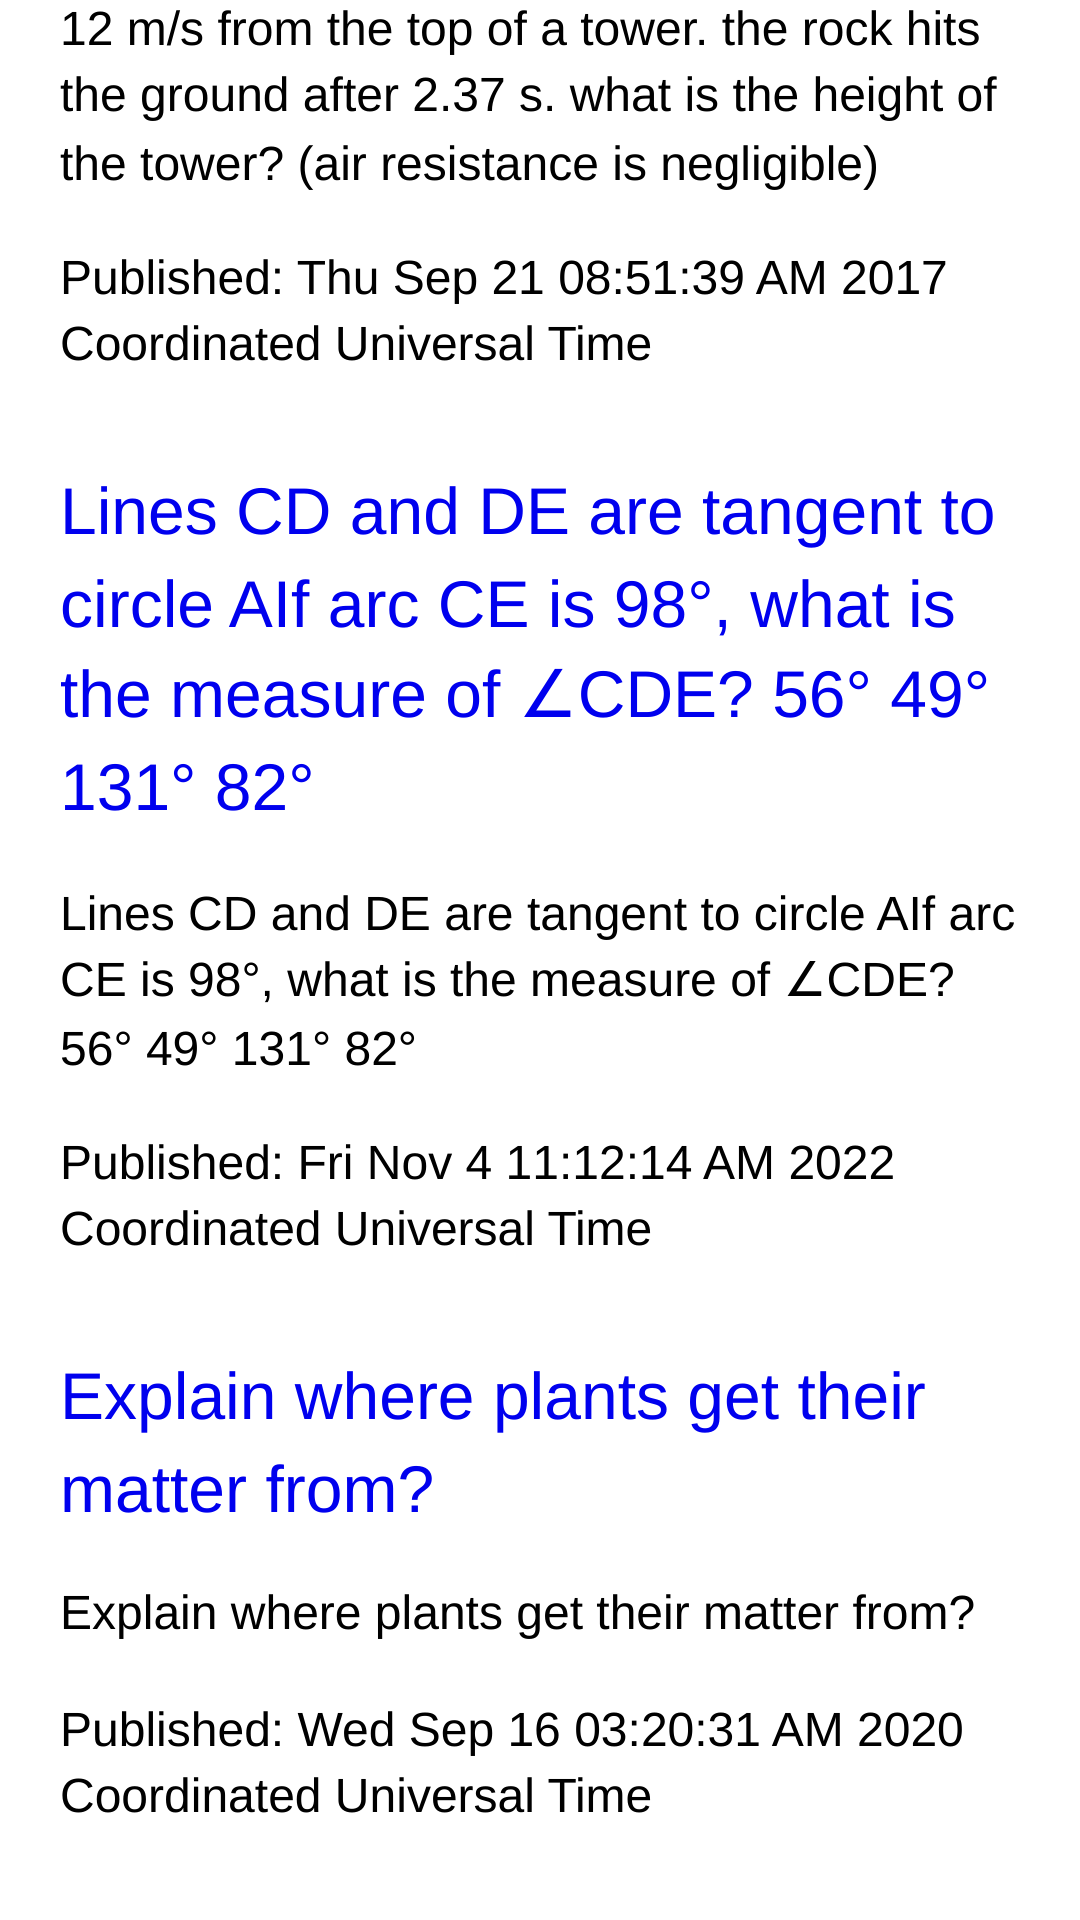 12 m/s from the top of a tower. the rock hits
the ground after 2.37 s. what is the height of
the tower? (air resistance is negligible)
Published: Thu Sep 21 08:51:39 AM 2017
Coordinated Universal Time
Lines CD and DE are tangent to
circle AIf arc CE is 98°, what is
the measure of ∠CDE? 56° 49°
131° 82°
Lines CD and DE are tangent to circle AIf arc
CE is 98°, what is the measure of ∠CDE?
56° 49° 131° 82°
Published: Fri Nov 4 11:12:14 AM 2022
Coordinated Universal Time
Explain where plants get their
matter from?
Explain where plants get their matter from?
Published: Wed Sep 16 03:20:31 AM 2020
Coordinated Universal Time